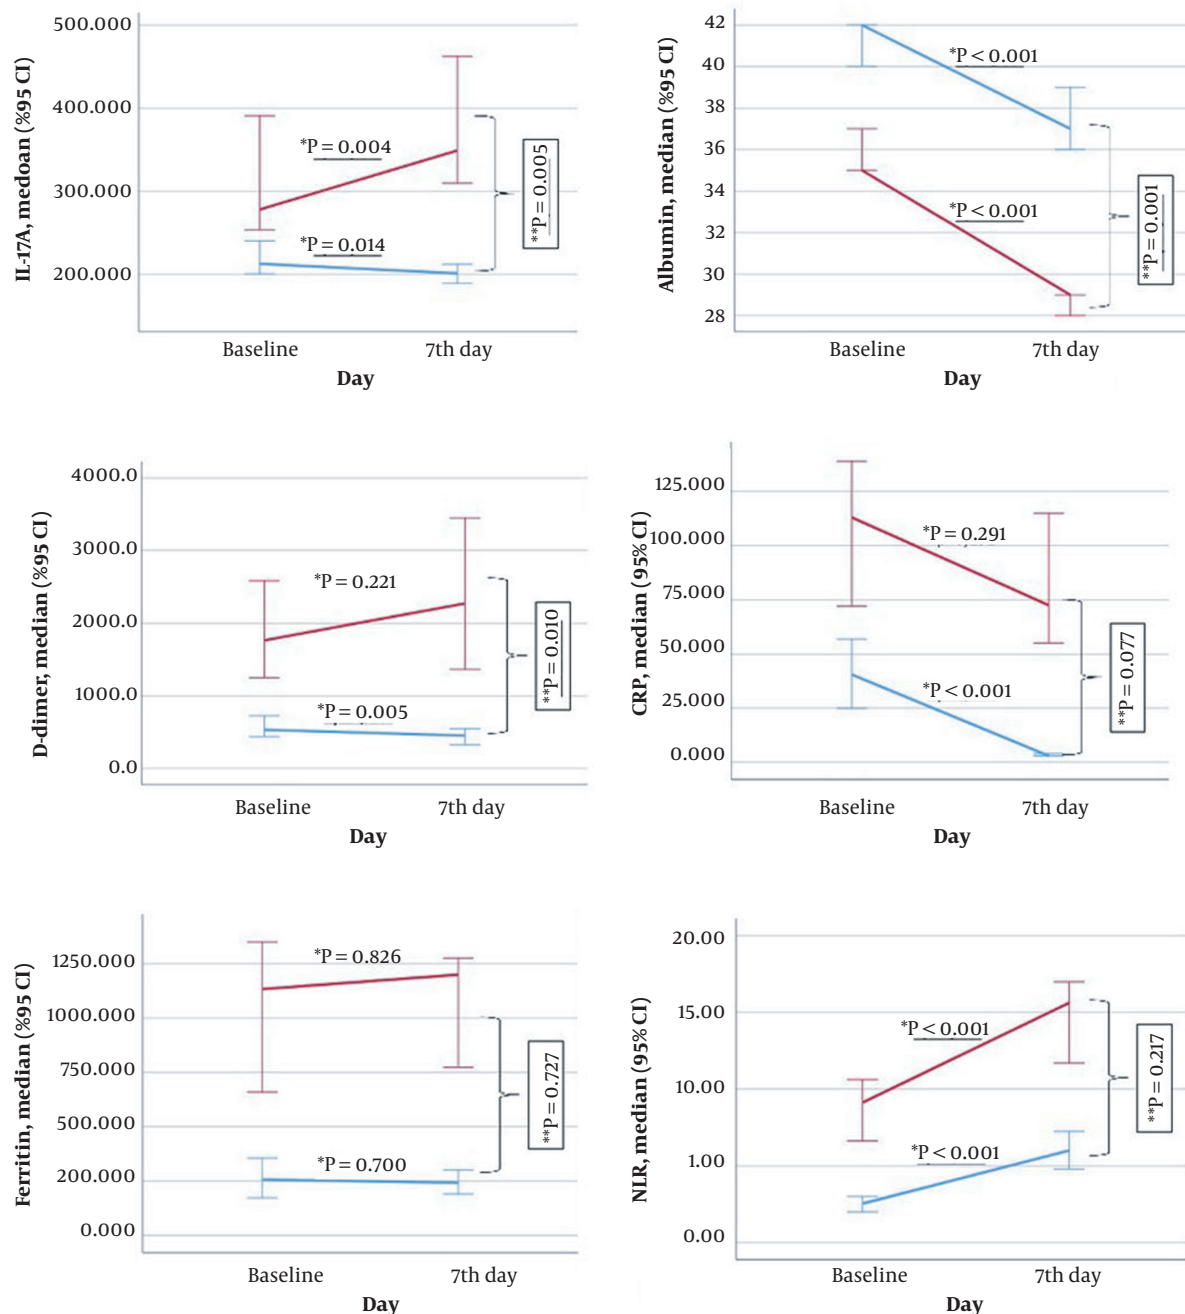 IL-17A, medoan (%95 CI)
500.000
400.000
300.000
200.000
*P = 0.004
*P = 0.014
**P = 0.005
Baseline
7th day
Day
Albumin, median (%95 CI)
42
40
38
36
34
32
30
28
*P < 0.001
*P < 0.001
**P = 0.001
Baseline
7th day
Day
D-dimer, median (%95 CI)
4000.0
3000.0
2000.0
1000.0
0.0
*P = 0.221
*P = 0.005
**P = 0.010
Baseline
7th day
Day
CRP, median (95% CI)
125.000
100.000
75.000
50.000
25.000
0.000
*P = 0.291
*P < 0.001
**P = 0.077
Baseline
7th day
Day
Ferritin, median (%95 CI)
1250.000
1000.000
750.000
500.000
200.000
0.000
*P = 0.826
*P = 0.700
**P = 0.727
Baseline
7th day
Day
NLR, median (95% CI)
20.00
15.00
10.00
1.00
0.00
*P < 0.001
*P < 0.001
**P = 0.217
Baseline
7th day
Day